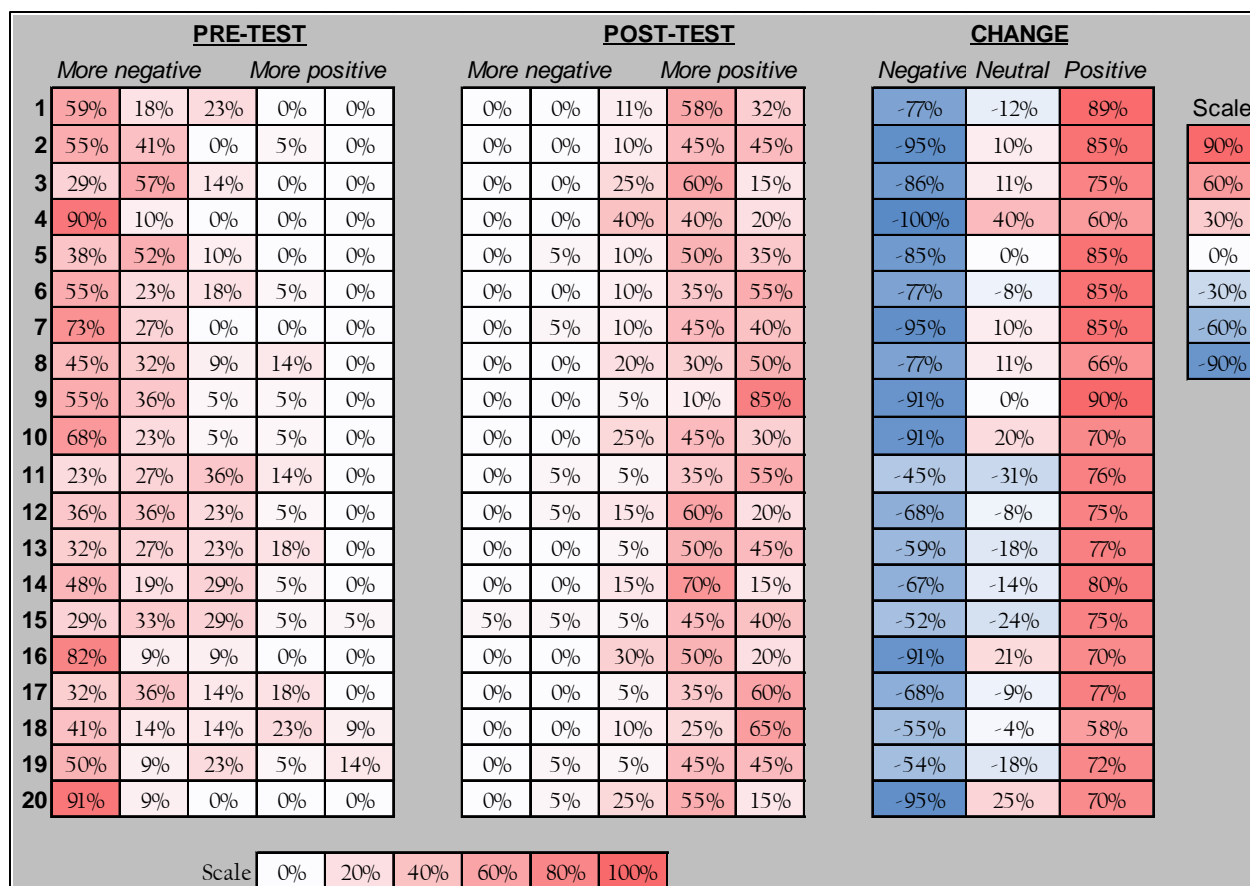 PRE-TEST POST-TEST CHANGE
More negative More positive More negative More positive Negative Neutral Positive
1 59% 18% 23% 0% 0% 0% 0% 11% 58% 32% -77% -12% 89% Scale
2 55% 41% 0% 5% 0% 0% 0% 10% 45% 45% -95% 10% 85% 90%
3 29% 57% 14% 0% 0% 0% 0% 25% 60% 15% -86% 11% 75% 60%
4 90% 10% 0% 0% 0% 0% 0% 40% 40% 20% -100% 40% 60% 30%
5 38% 52% 10% 0% 0% 0% 5% 10% 50% 35% -85% 0% 85% 0%
6 55% 23% 18% 5% 0% 0% 0% 10% 35% 55% -77% -8% 85% -30%
7 73% 27% 0% 0% 0% 0% 5% 10% 45% 40% -95% 10% 85% -60%
8 45% 32% 9% 14% 0% 0% 0% 20% 30% 50% -77% 11% 66% -90%
9 55% 36% 5% 5% 0% 0% 0% 5% 10% 85% -91% 0% 90%
10 68% 23% 5% 5% 0% 0% 0% 25% 45% 30% -91% 20% 70%
11 23% 27% 36% 14% 0% 0% 5% 5% 35% 55% -45% -31% 76%
12 36% 36% 23% 5% 0% 0% 5% 15% 60% 20% -68% -8% 75%
13 32% 27% 23% 18% 0% 0% 0% 5% 50% 45% -59% -18% 77%
14 48% 19% 29% 5% 0% 0% 0% 15% 70% 15% -67% -14% 80%
15 29% 33% 29% 5% 5% 5% 5% 5% 45% 40% -52% -24% 75%
16 82% 9% 9% 0% 0% 0% 0% 30% 50% 20% -91% 21% 70%
17 32% 36% 14% 18% 0% 0% 0% 5% 35% 60% -68% -9% 77%
18 41% 14% 14% 23% 9% 0% 0% 10% 25% 65% -55% -4% 58%
19 50% 9% 23% 5% 14% 0% 5% 5% 45% 45% -54% -18% 72%
20 91% 9% 0% 0% 0% 0% 5% 25% 55% 15% -95% 25% 70%
Scale 0% 20% 40% 60% 80% 100%